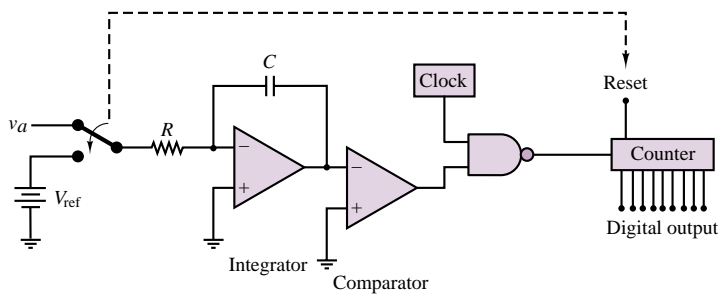 C
Clock
Reset
va
R
−
+
−
+
Counter
Vref
Integrator
Comparator
Digital output